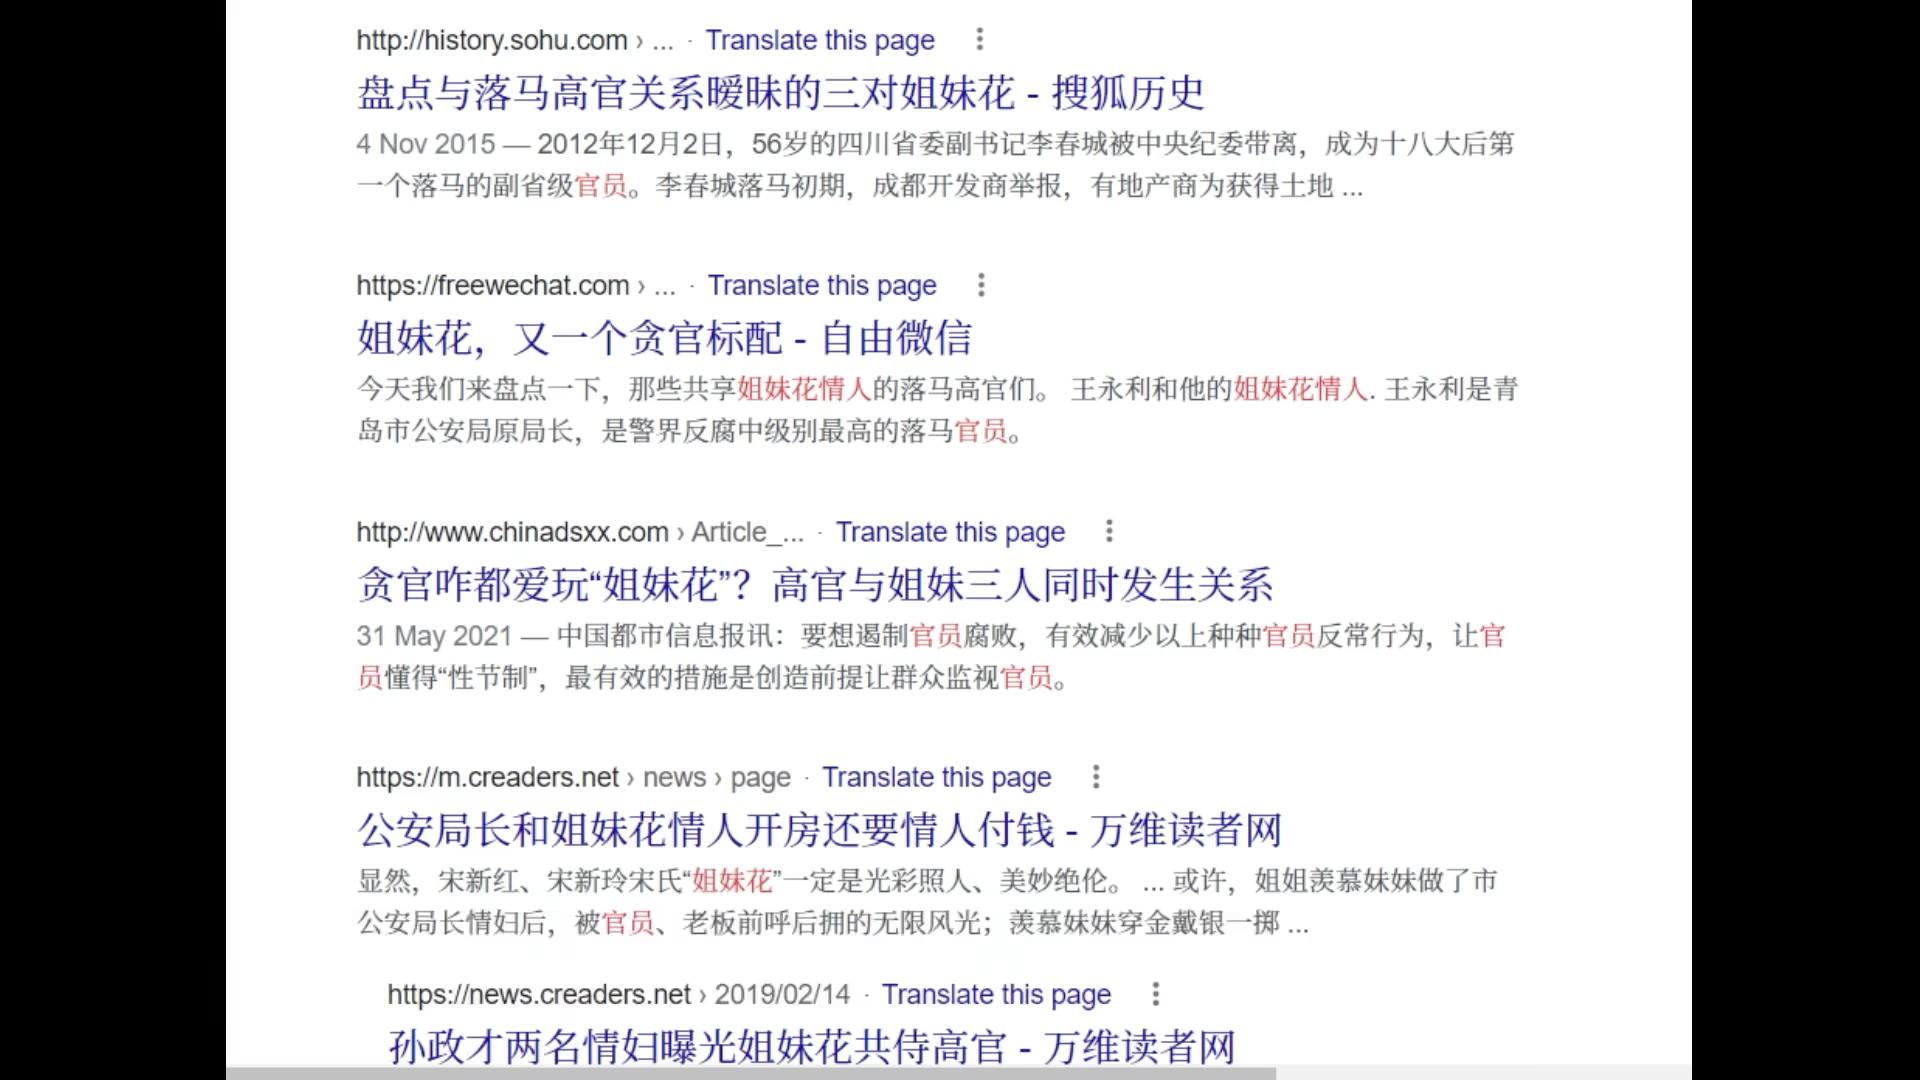 http://history.sohu.com › ... · Translate this page
盘点与落马高官关系暧昧的三对姐妹花 - 搜狐历史
4 Nov 2015 — 2012年12月2日，56岁的四川省委副书记李春城被中央纪委带离，成为十八大后第
一个落马的副省级官员。李春城落马初期，成都开发商举报，有地产商为获得土地 ...
https://freewechat.com › ... · Translate this page
姐妹花，又一个贪官标配 - 自由微信
今天我们来盘点一下，那些共享姐妹花情人的落马高官们。 王永利和他的姐妹花情人. 王永利是青
岛市公安局原局长，是警界反腐中级别最高的落马官员。
http://www.chinadsxx.com › Article_... · Translate this page
贪官咋都爱玩“姐妹花”？高官与姐妹三人同时发生关系
31 May 2021 — 中国都市信息报讯：要想遏制官员腐败，有效减少以上种种官员反常行为，让官
员懂得“性节制”，最有效的措施是创造前提让群众监视官员。
https://m.creaders.net › news › page · Translate this page
公安局长和姐妹花情人开房还要情人付钱 - 万维读者网
显然，宋新红、宋新玲宋氏“姐妹花”一定是光彩照人、美妙绝伦。 ... 或许，姐姐羡慕妹妹做了市
公安局长情妇后，被官员、老板前呼后拥的无限风光；羡慕妹妹穿金戴银一掷 ...
https://news.creaders.net › 2019/02/14 · Translate this page
孙政才两名情妇曝光姐妹花共侍高官 - 万维读者网